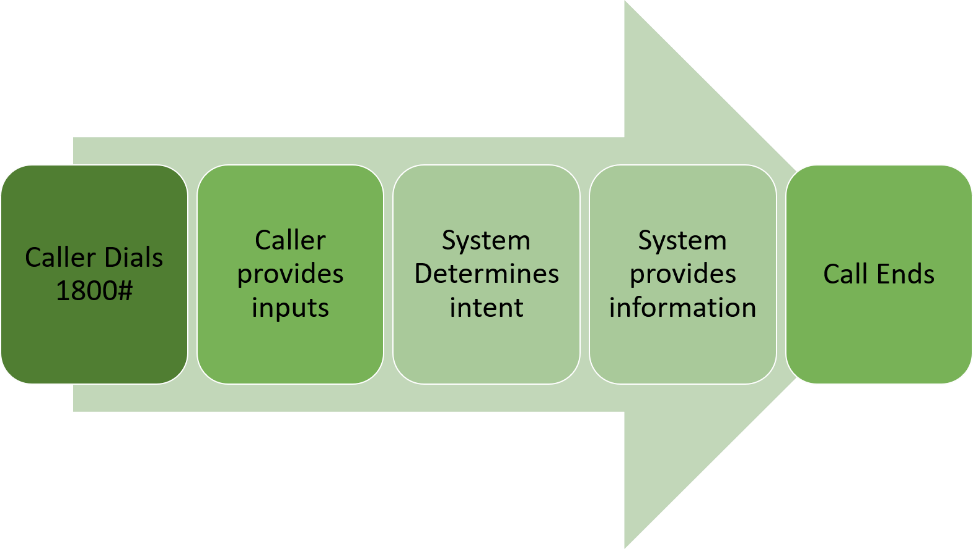 Caller Dials
1800#
Caller
provides
inputs
System
Determines
intent
System
provides
information
Call Ends